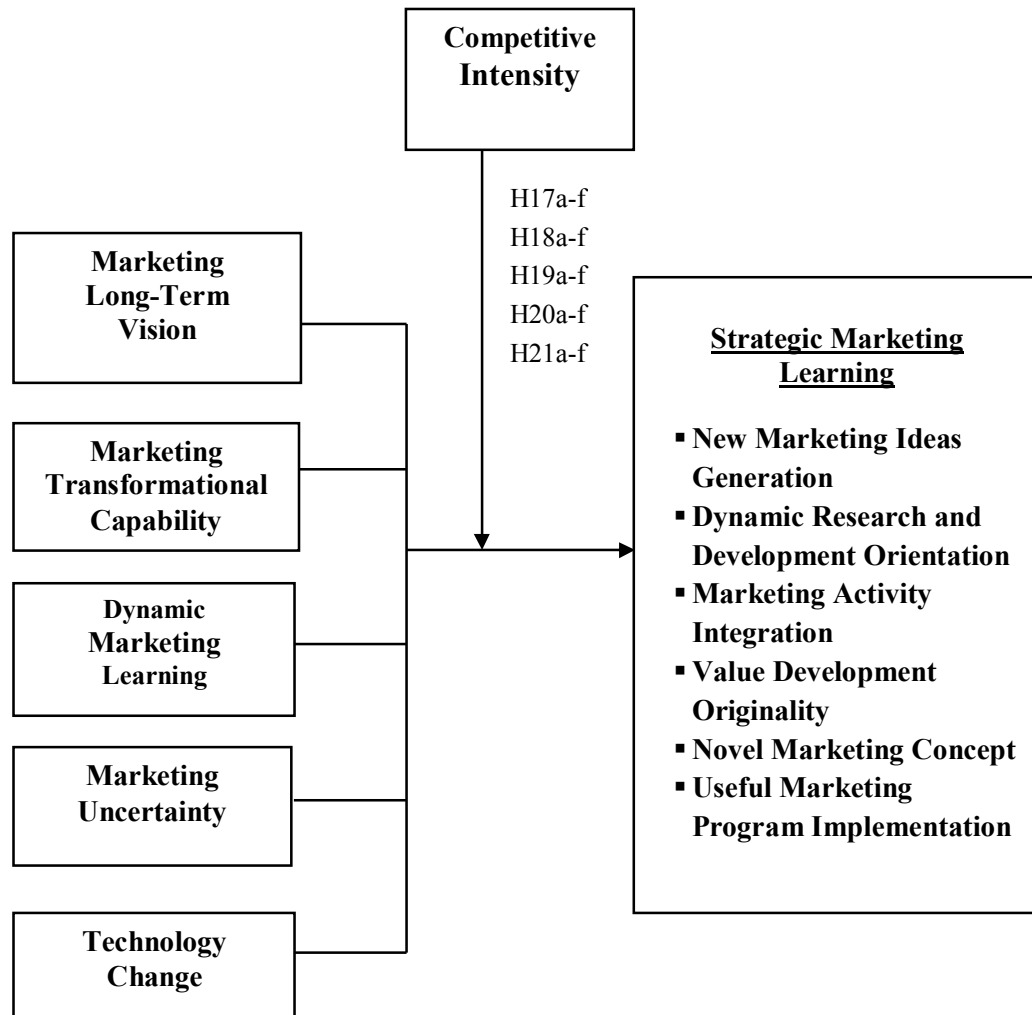 Competitive
Intensity
H17a-f
H18a-f
H19a-f
H20a-f
H21a-f
Marketing
Long-Term
Vision
Marketing
Transformational
Capability
Dynamic
Marketing
Learning
Marketing
Uncertainty
Technology
Change
Strategic Marketing
Learning
▪ New Marketing Ideas
Generation
▪ Dynamic Research and
Development Orientation
▪ Marketing Activity
Integration
▪ Value Development
Originality
▪ Novel Marketing Concept
▪ Useful Marketing
Program Implementation